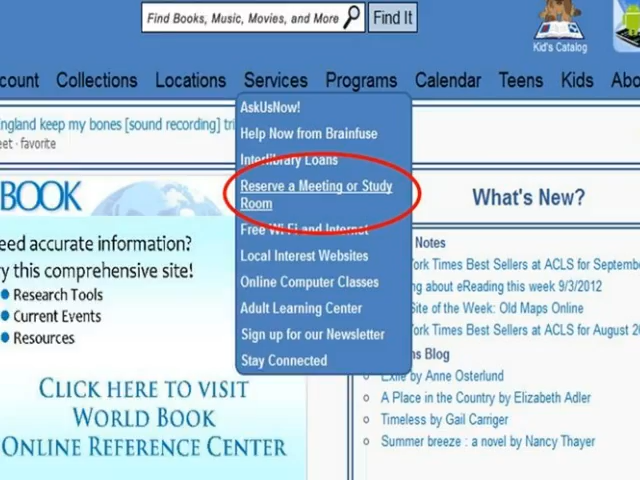 Find Books, Music, Movies, and More
Find It
Kid's Catalog
count Collections Locations Services Programs Calendar Teens Kids Abo
ngland keep my bones [sound recording] tri
eet · favorite
AskUsNow!
Help Now from Brainfuse
Interlibrary Loans
Reserve a Meeting or Study
Room
Free Wi-Fi and Internet
Local Interest Websites
Online Computer Classes
Adult Learning Center
Sign up for our Newsletter
Stay Connected
BOOK
eed accurate information?
y this comprehensive site!
Research Tools
Current Events
Resources
CLICK HERE TO VISIT
WORLD BOOK
ONLINE REFERENCE CENTER
What's New?
Notes
ork Times Best Sellers at ACLS for Septembe
ng about eReading this week 9/3/2012
Site of the Week: Old Maps Online
ork Times Best Sellers at ACLS for August 20
ns Blog
Exile by Anne Osterlund
A Place in the Country by Elizabeth Adler
Timeless by Gail Carriger
Summer breeze : a novel by Nancy Thayer